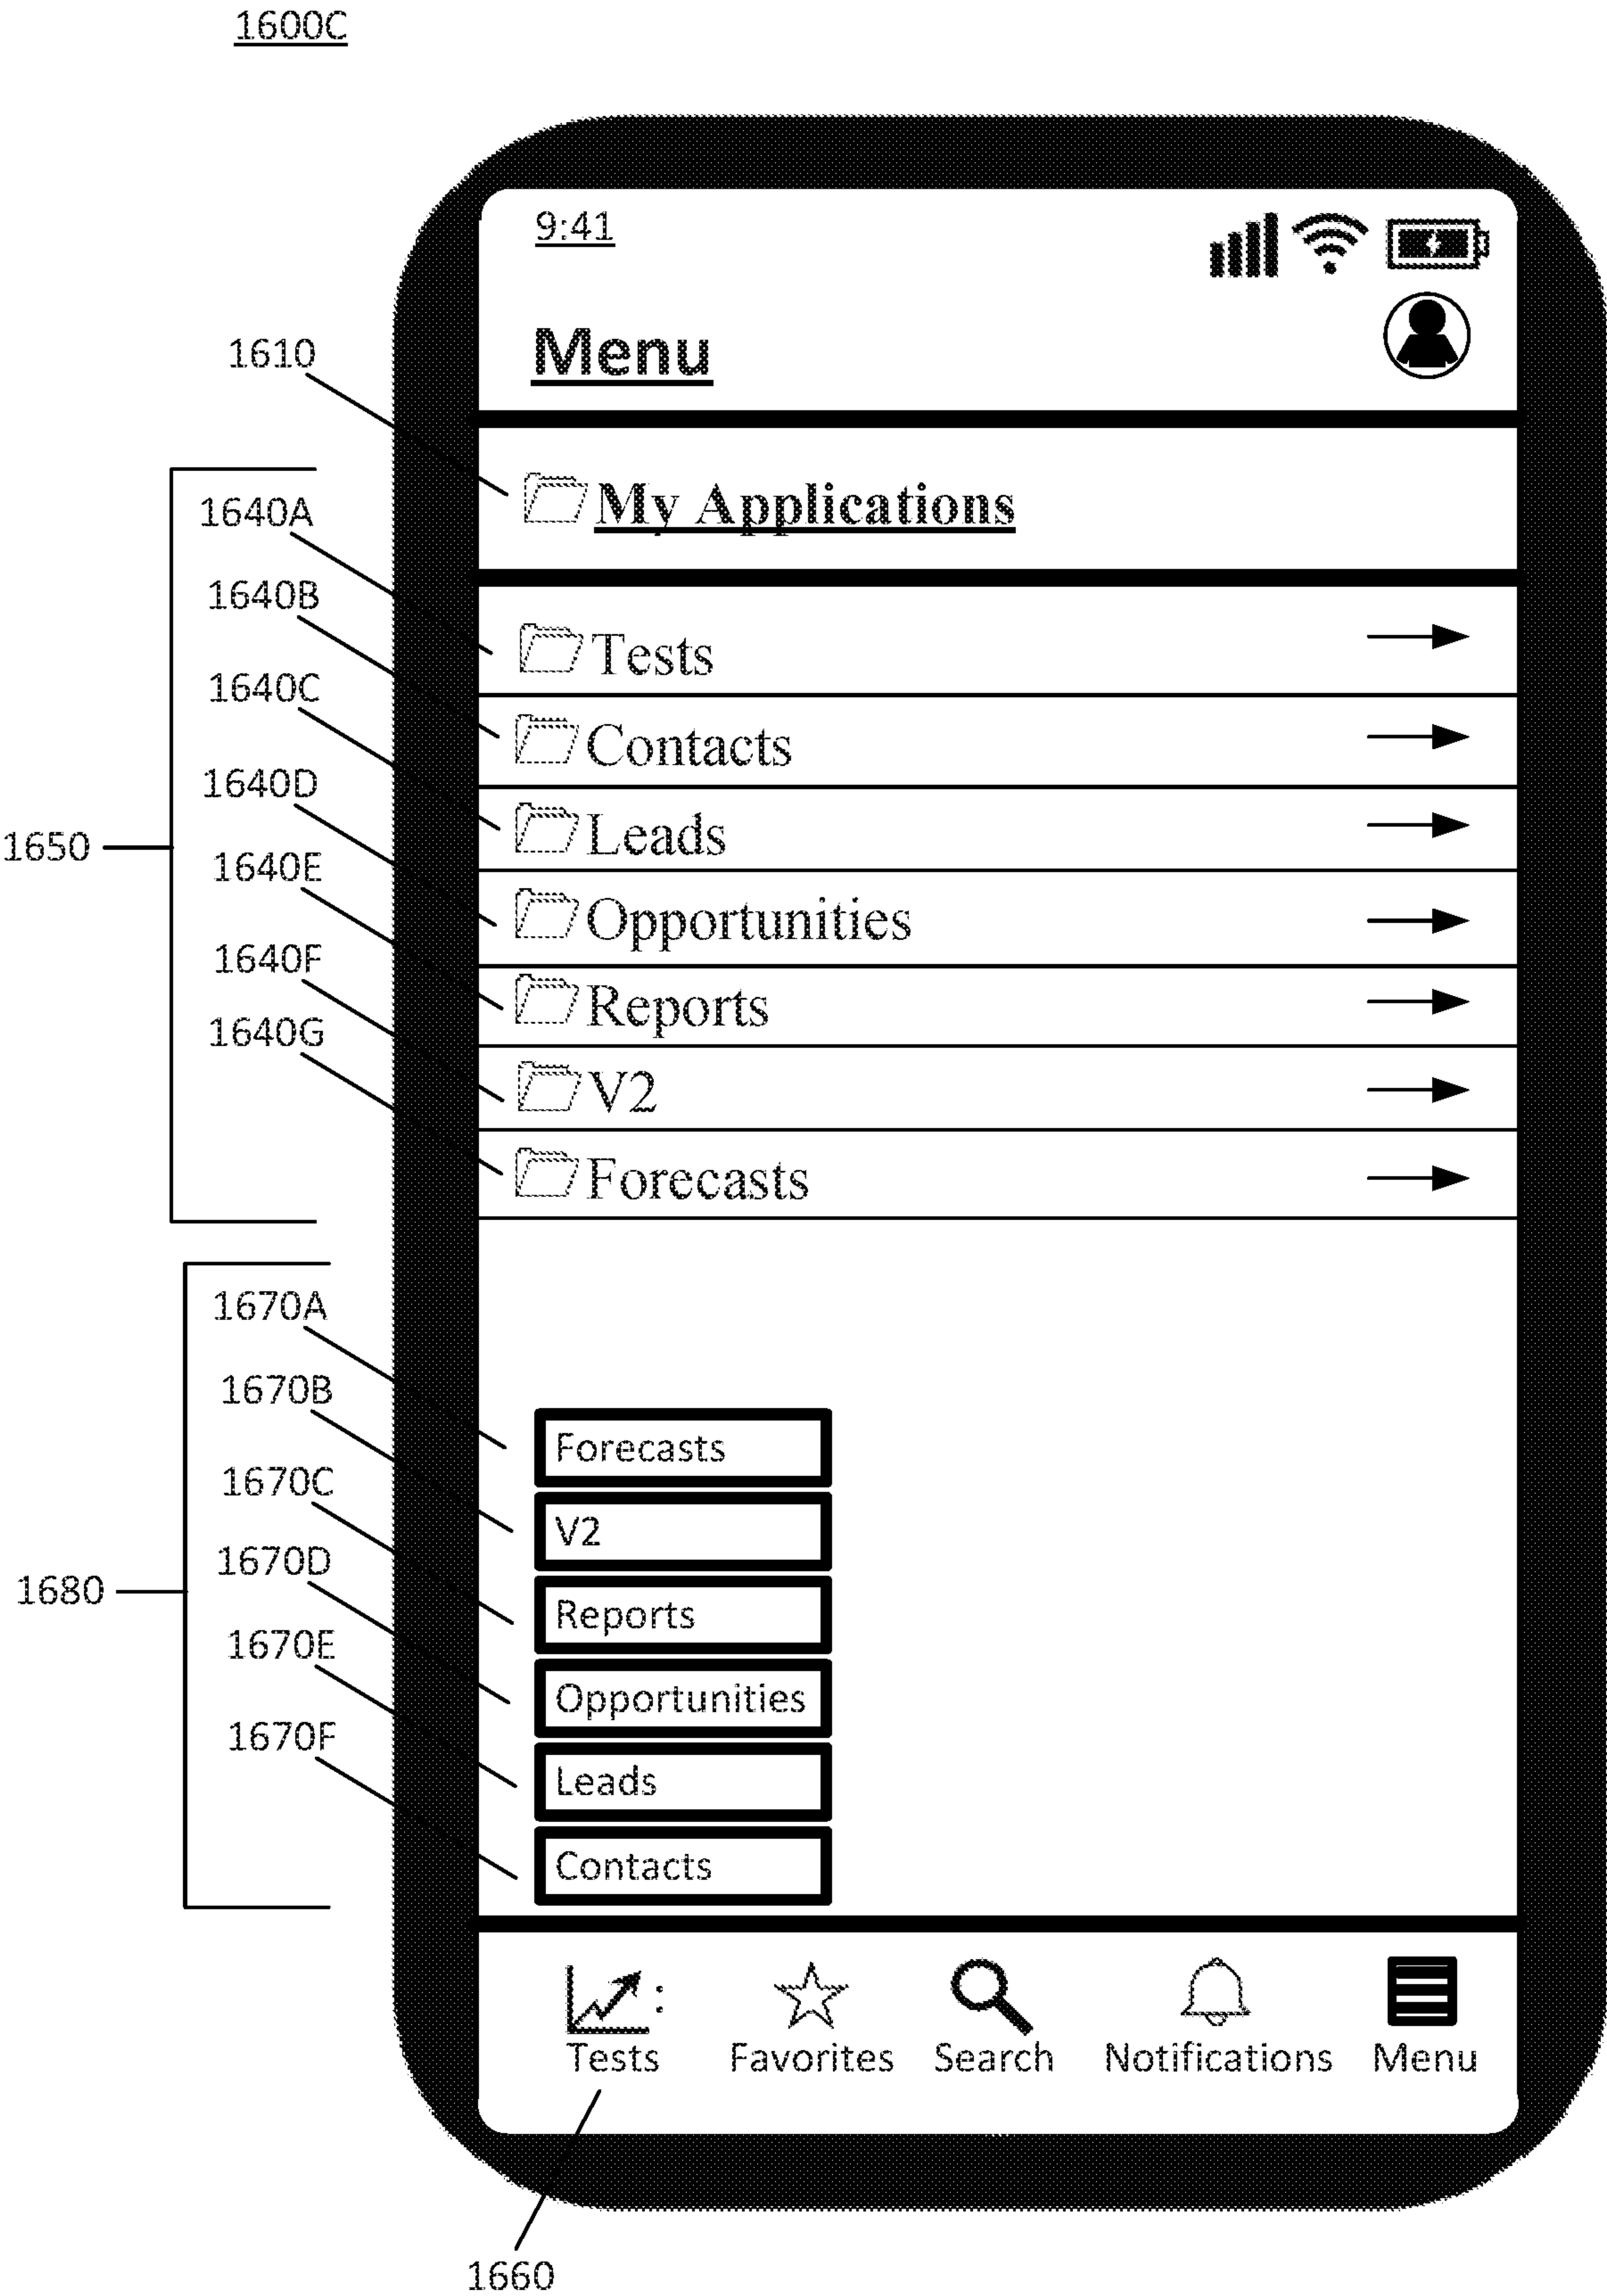 1600C
9:41
Menu
1610
My Applications
1640A
Tests
1640B
Contacts
1640C
Leads
1640D
Opportunities
1650
1640E
Reports
1640F
V2
1640G
Forecasts
1670A
Forecasts
1670B
V2
1670C
Reports
1670D
Opportunities
1680
1670E
Leads
1670F
Contacts
Tests Favorites Search Notifications Menu
1660